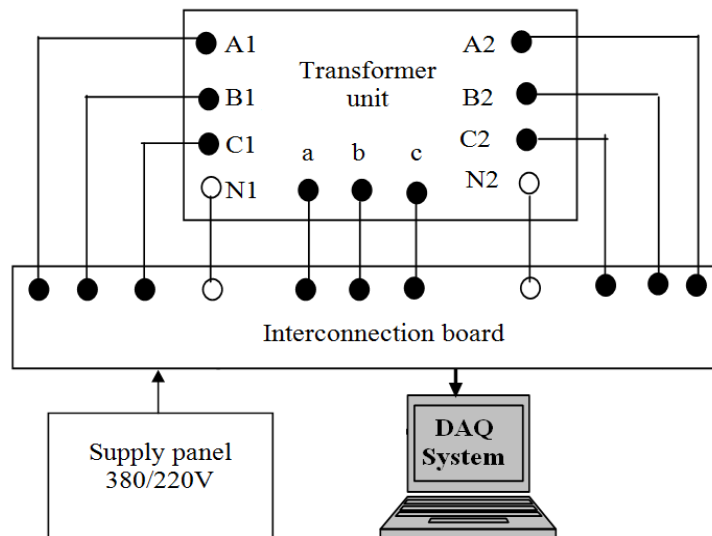 A1
A2
Transformer
unit
B1
B2
C1
C2
a
b
c
N1
N2
Interconnection board
Supply panel
380/220V
DAQ
System